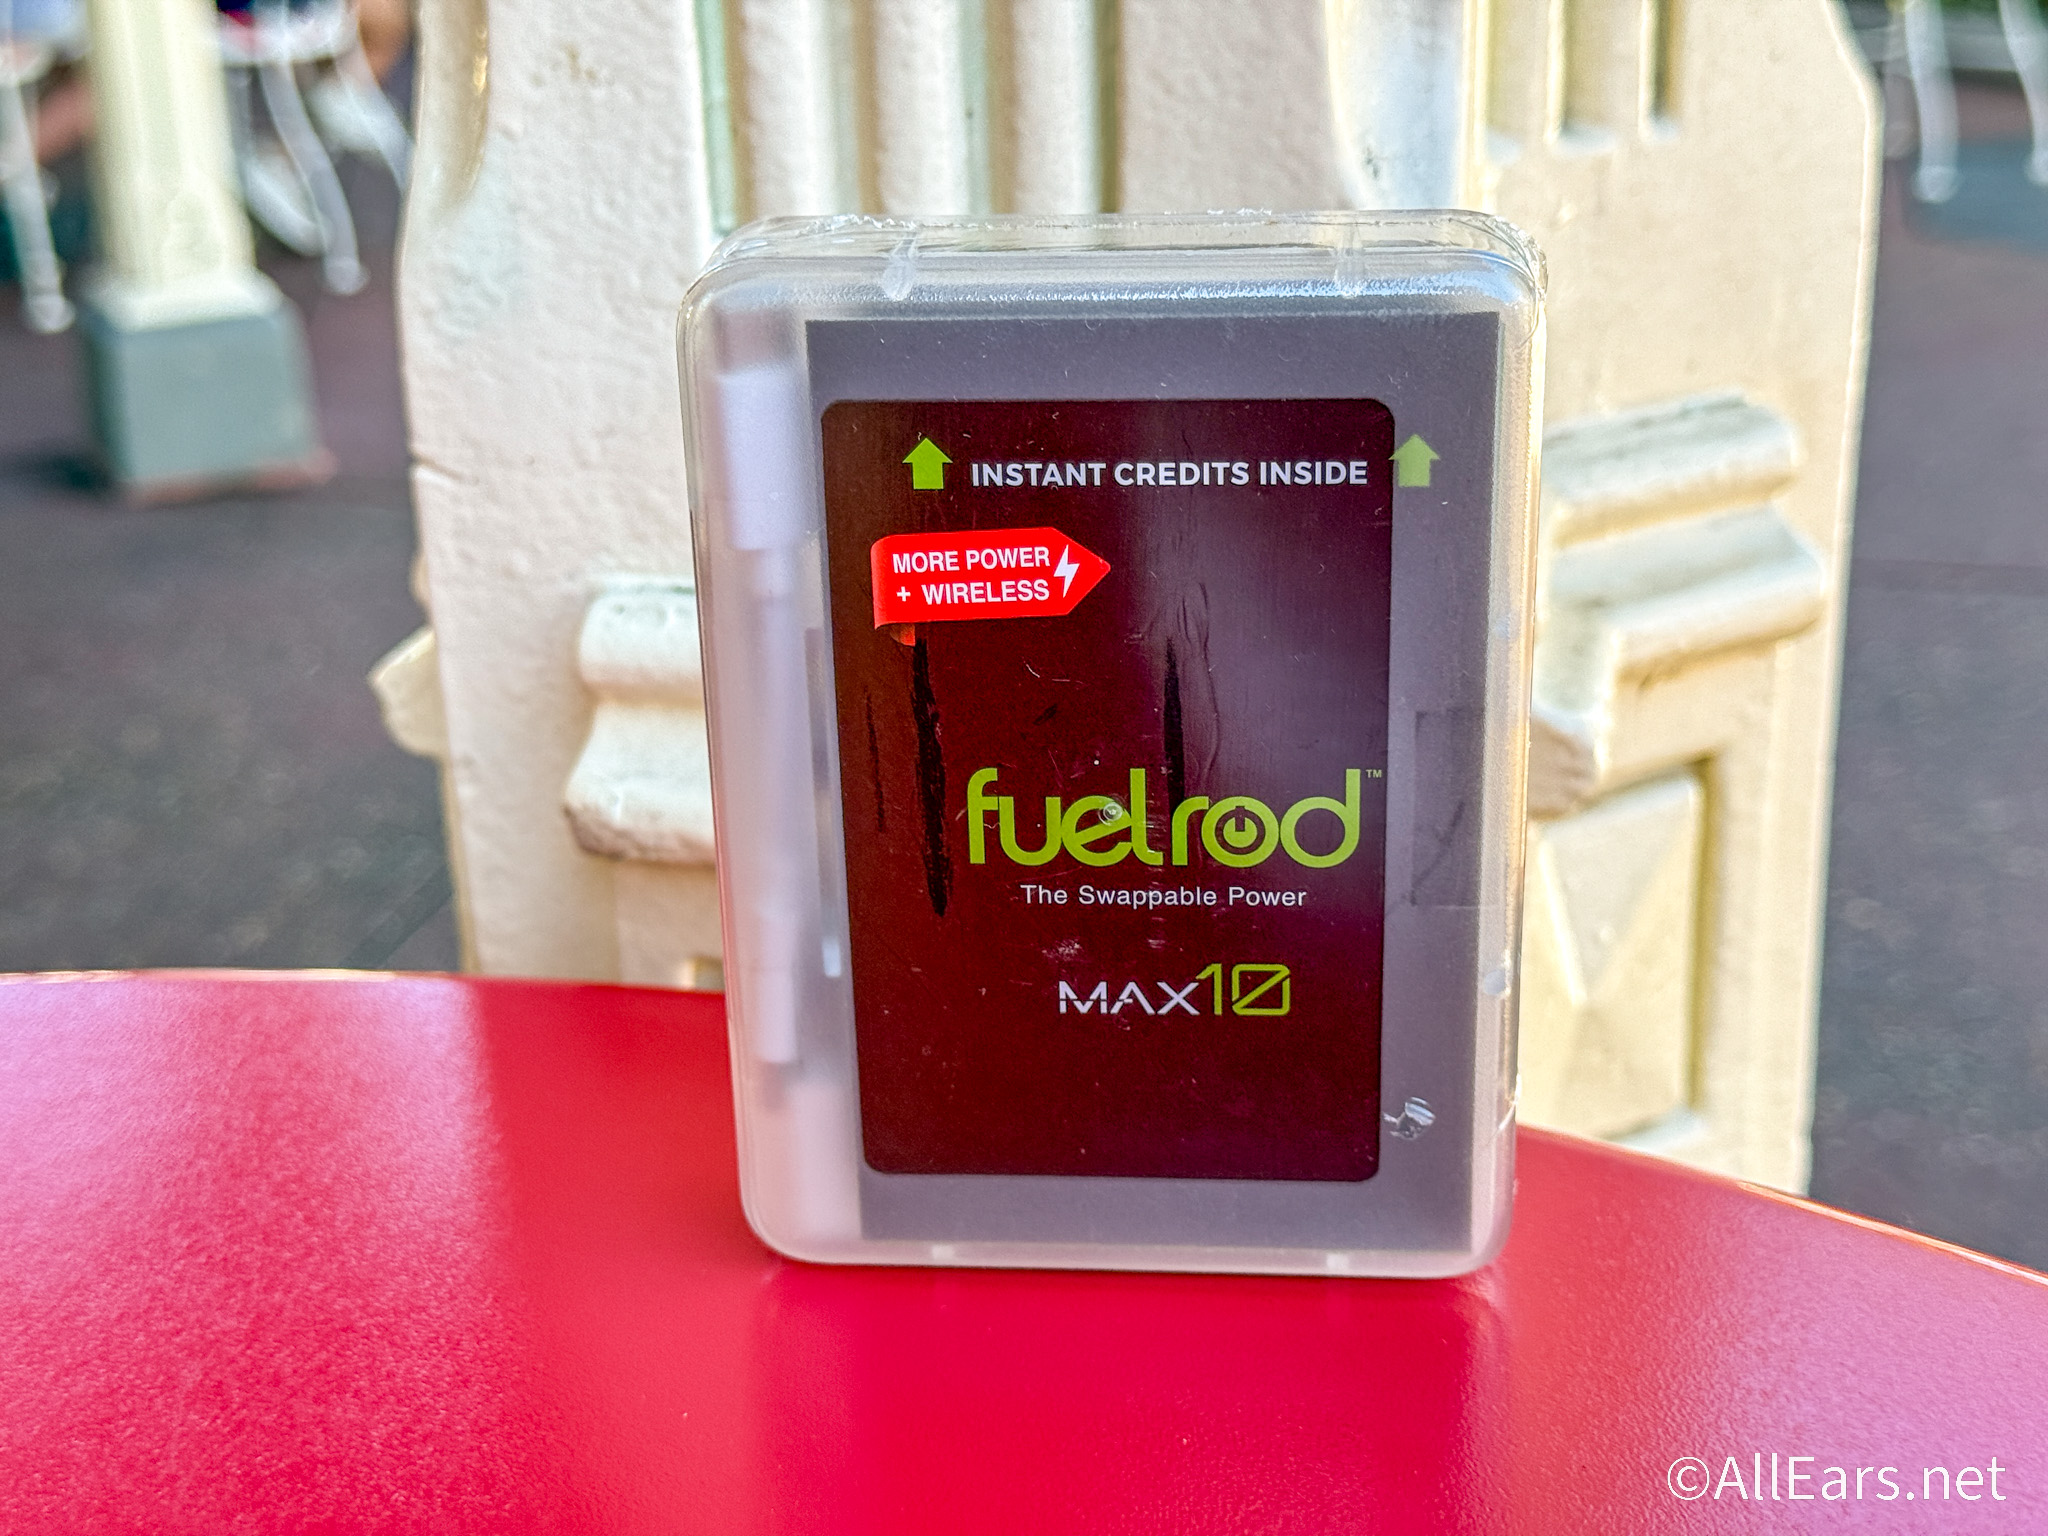 INSTANT CREDITS INSIDE
MORE POWER
+ WIRELESS
fuelrod™
The Swappable Power
MAX10
©AllEars.net